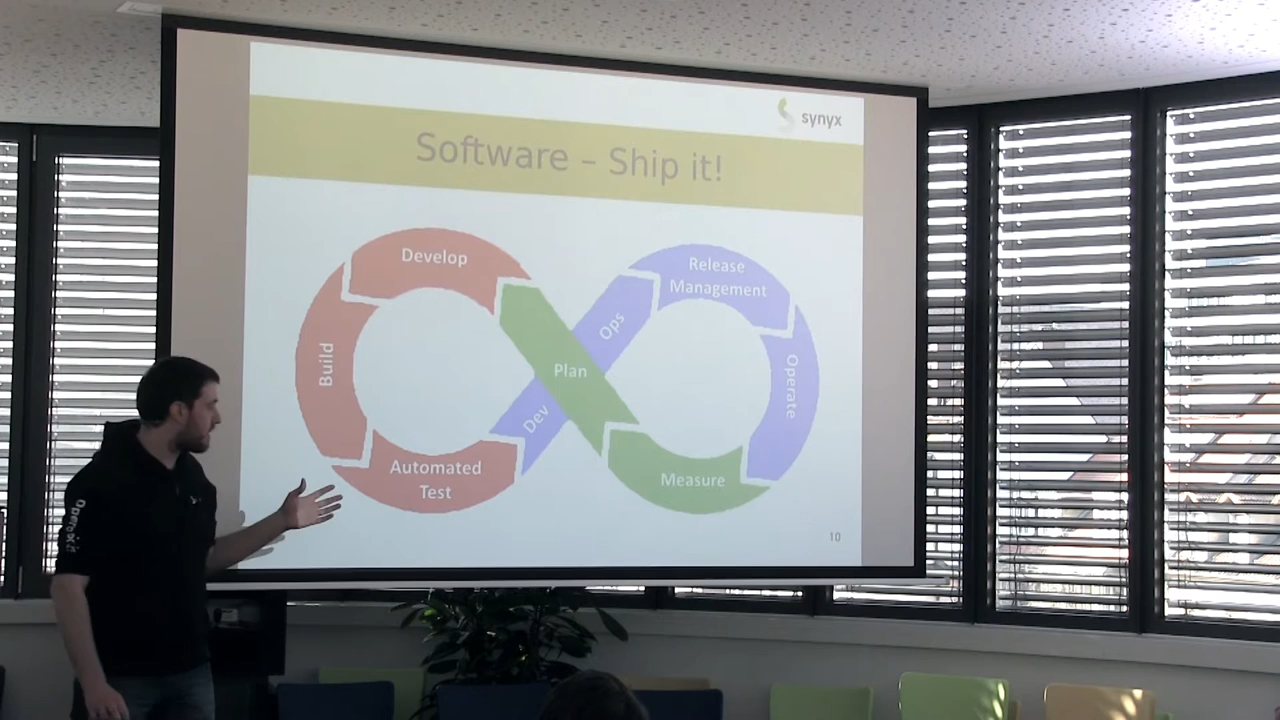 synyx
Software – Ship it!
Develop
Release
Management
Ops
Build
Plan
Operate
Dev
Automated
Test
Measure
10